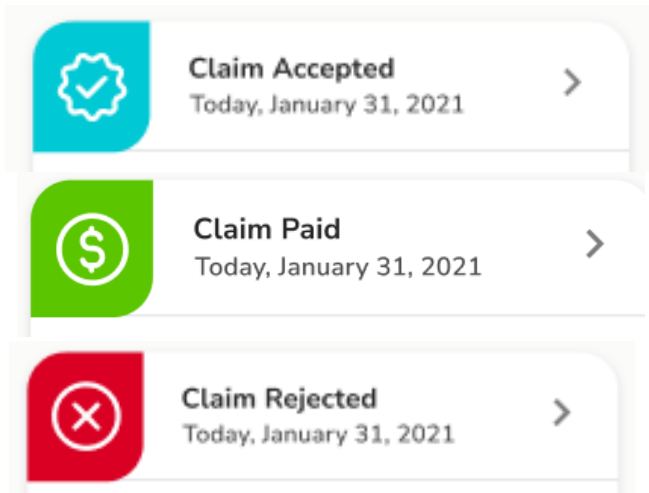 Claim Accepted
Today, January 31, 2021
Claim Paid
Today, January 31, 2021
Claim Rejected
Today, January 31, 2021